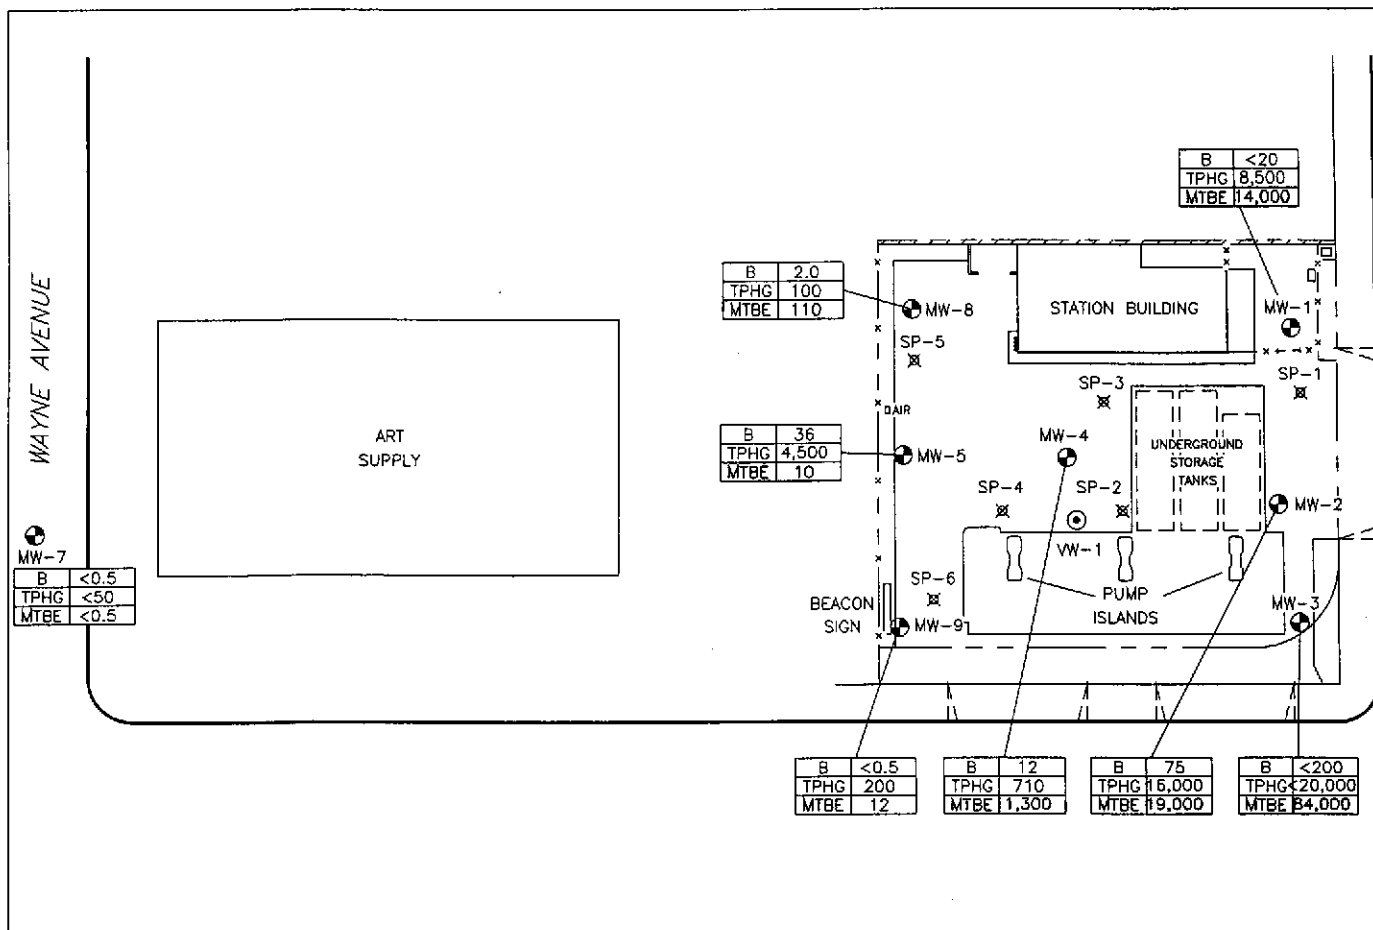 B <20
TPHG 8,500
MTBE 14,000
WAYNE AVENUE
B 2.0
TPHG 100
MTBE 110
MW-8
STATION BUILDING
MW-1
SP-5
SP-3
SP-1
AIR
ART
SUPPLY
B 36
TPHG 4,500
MTBE 10
MW-5
MW-4
UNDERGROUND
STORAGE
TANKS
SP-4
SP-2
MW-2
VW-1
MW-7
B <0.5
TPHG <50
MTBE <0.5
SP-6
BEACON
SIGN
MW-9
PUMP
ISLANDS
MW-3
B <0.5
TPHG 200
MTBE 12
B 12
TPHG 710
MTBE 1,300
B 75
TPHG 16,000
MTBE 19,000
B <200
TPHG <20,000
MTBE 84,000